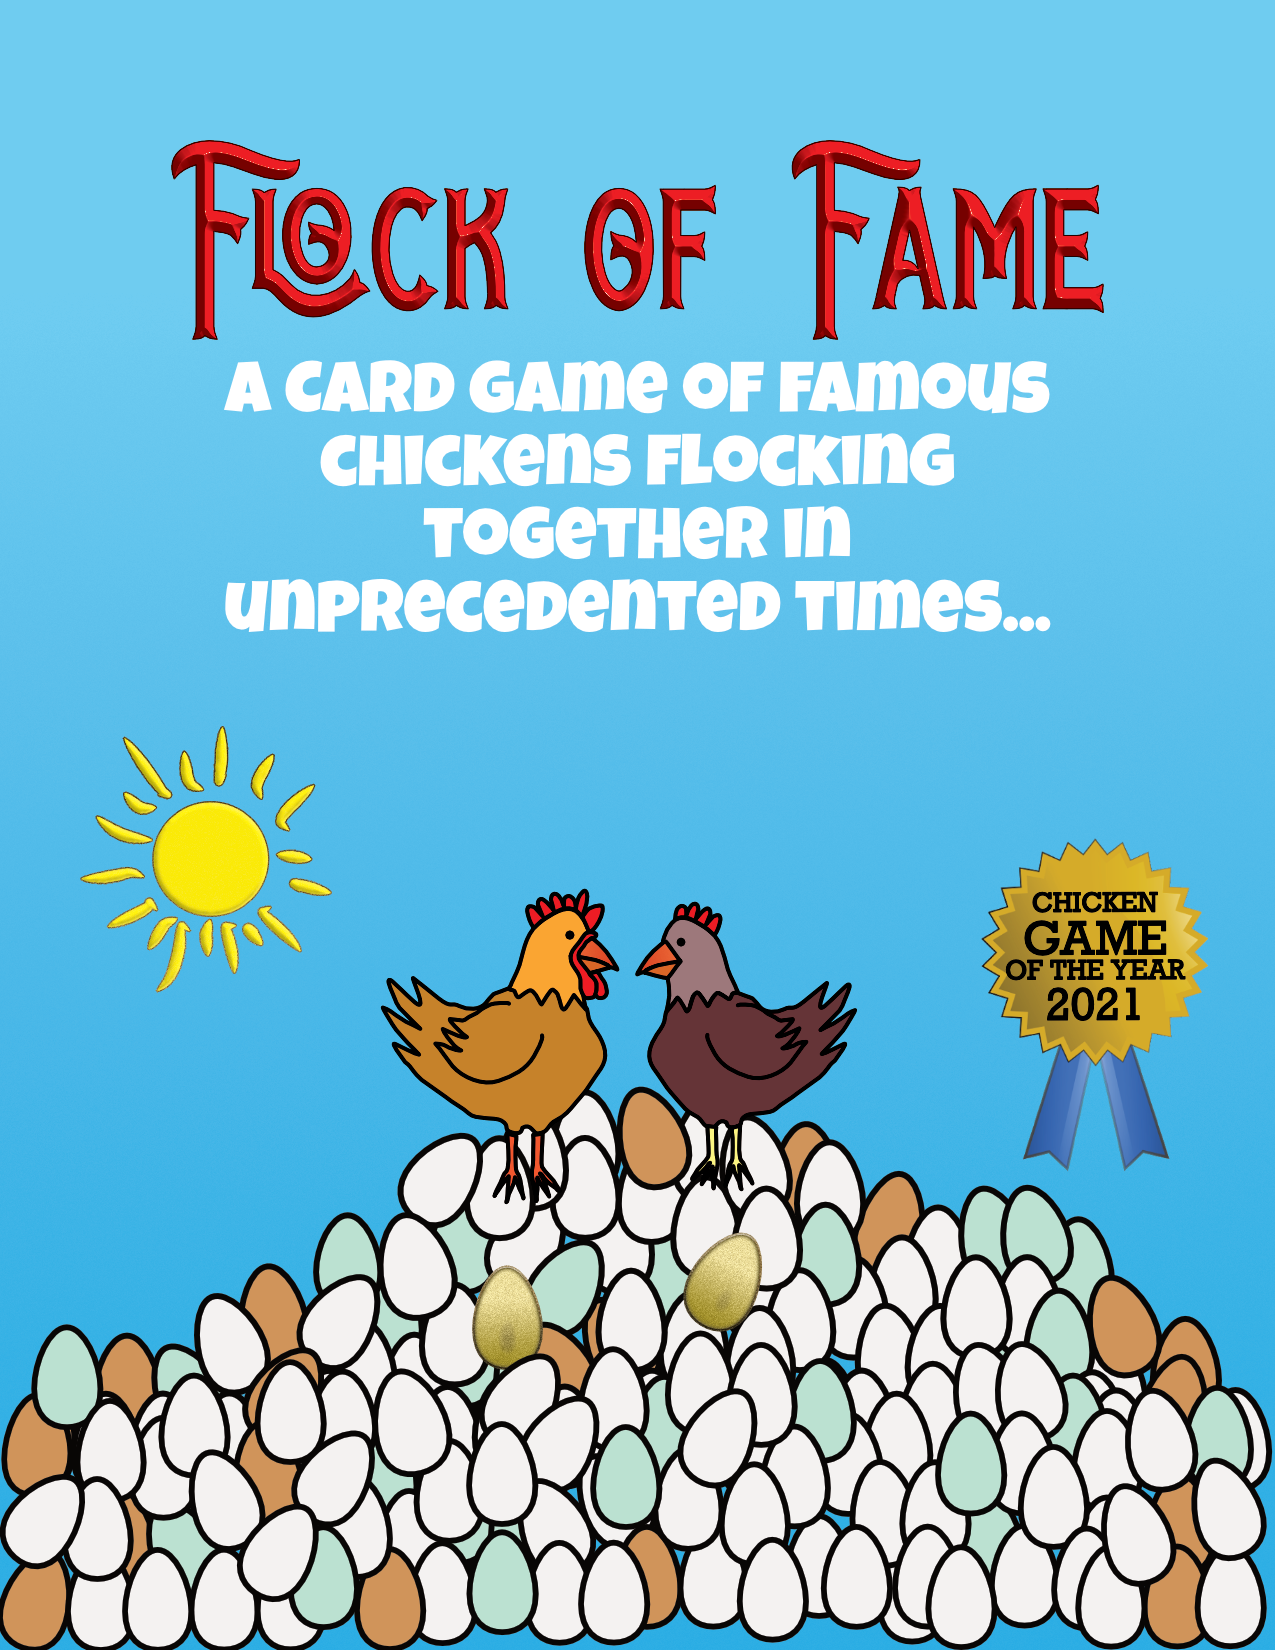 Flock of Fame
A Card Game of Famous
Chickens Flocking
Together in
Unprecedented Times...
CHICKEN
GAME
OF THE YEAR
2021